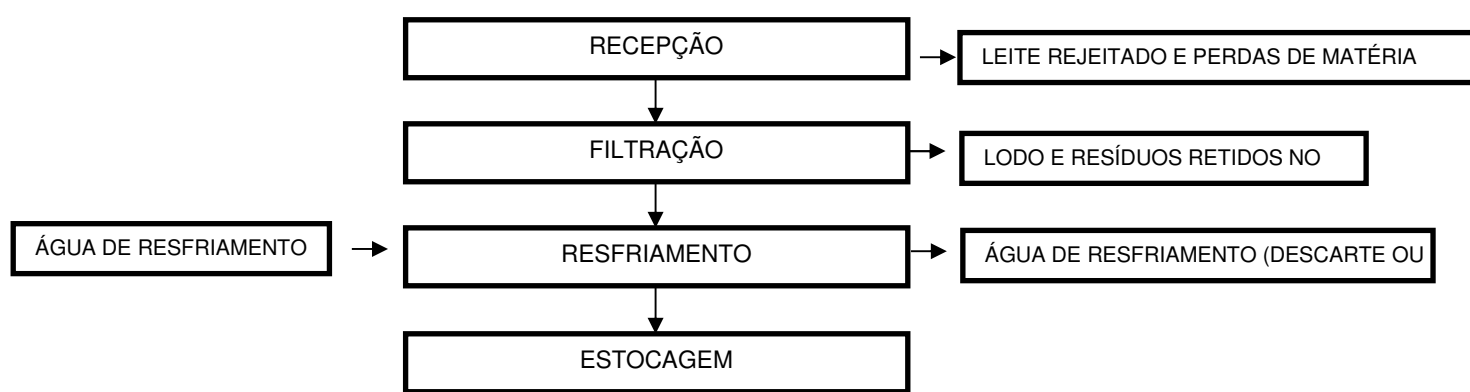 RECEPÇÃO
LEITE REJEITADO E PERDAS DE MATÉRIA
FILTRAÇÃO
LODO E RESÍDUOS RETIDOS NO
ÁGUA DE RESFRIAMENTO
RESFRIAMENTO
ÁGUA DE RESFRIAMENTO (DESCARTE OU
ESTOCAGEM